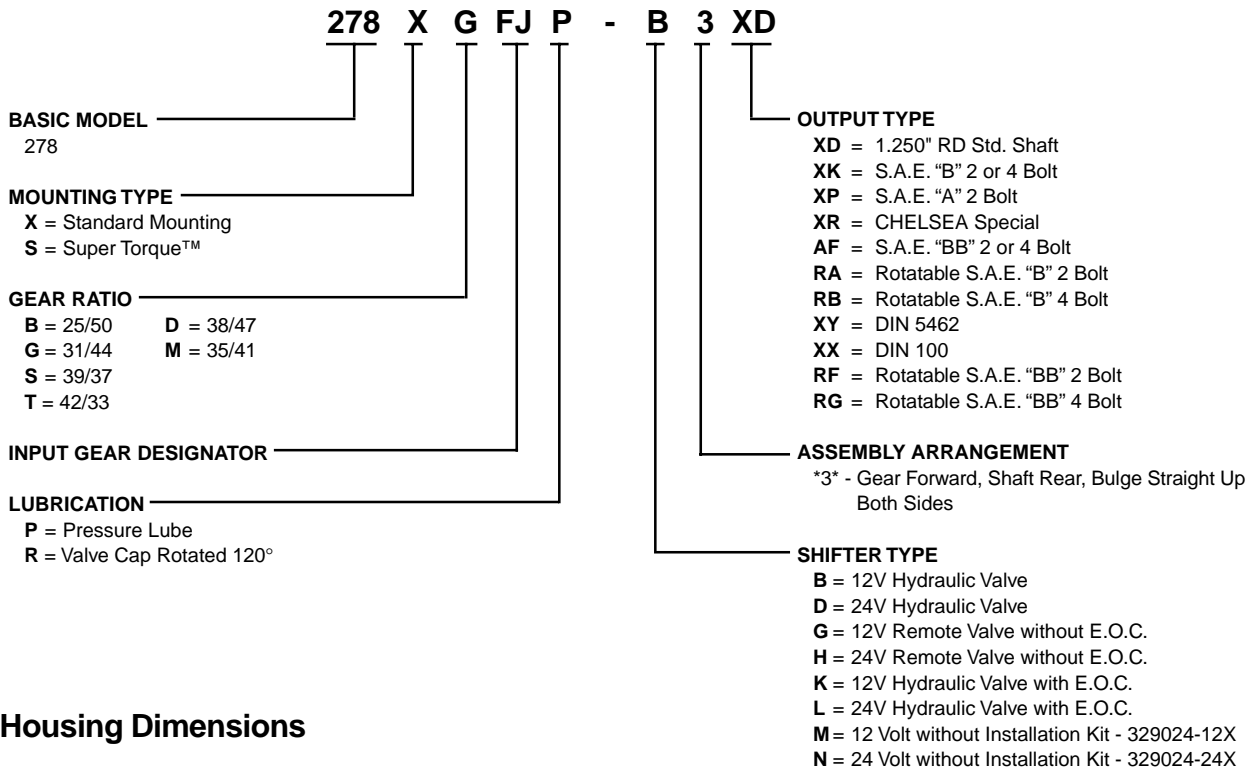 278 X G FJ P - B 3 XD
BASIC MODEL
278
MOUNTING TYPE
X = Standard Mounting
S = Super Torque™
GEAR RATIO
B = 25/50 D = 38/47
G = 31/44 M = 35/41
S = 39/37
T = 42/33
INPUT GEAR DESIGNATOR
LUBRICATION
P = Pressure Lube
R = Valve Cap Rotated 120°
OUTPUT TYPE
XD = 1.250" RD Std. Shaft
XK = S.A.E. “B” 2 or 4 Bolt
XP = S.A.E. “A” 2 Bolt
XR = CHELSEA Special
AF = S.A.E. “BB” 2 or 4 Bolt
RA = Rotatable S.A.E. “B” 2 Bolt
RB = Rotatable S.A.E. “B” 4 Bolt
XY = DIN 5462
XX = DIN 100
RF = Rotatable S.A.E. “BB” 2 Bolt
RG = Rotatable S.A.E. “BB” 4 Bolt
ASSEMBLY ARRANGEMENT
*3* - Gear Forward, Shaft Rear, Bulge Straight Up
Both Sides
SHIFTER TYPE
B = 12V Hydraulic Valve
D = 24V Hydraulic Valve
G = 12V Remote Valve without E.O.C.
H = 24V Remote Valve without E.O.C.
K = 12V Hydraulic Valve with E.O.C.
L = 24V Hydraulic Valve with E.O.C.
M = 12 Volt without Installation Kit - 329024-12X
N = 24 Volt without Installation Kit - 329024-24X
Housing Dimensions